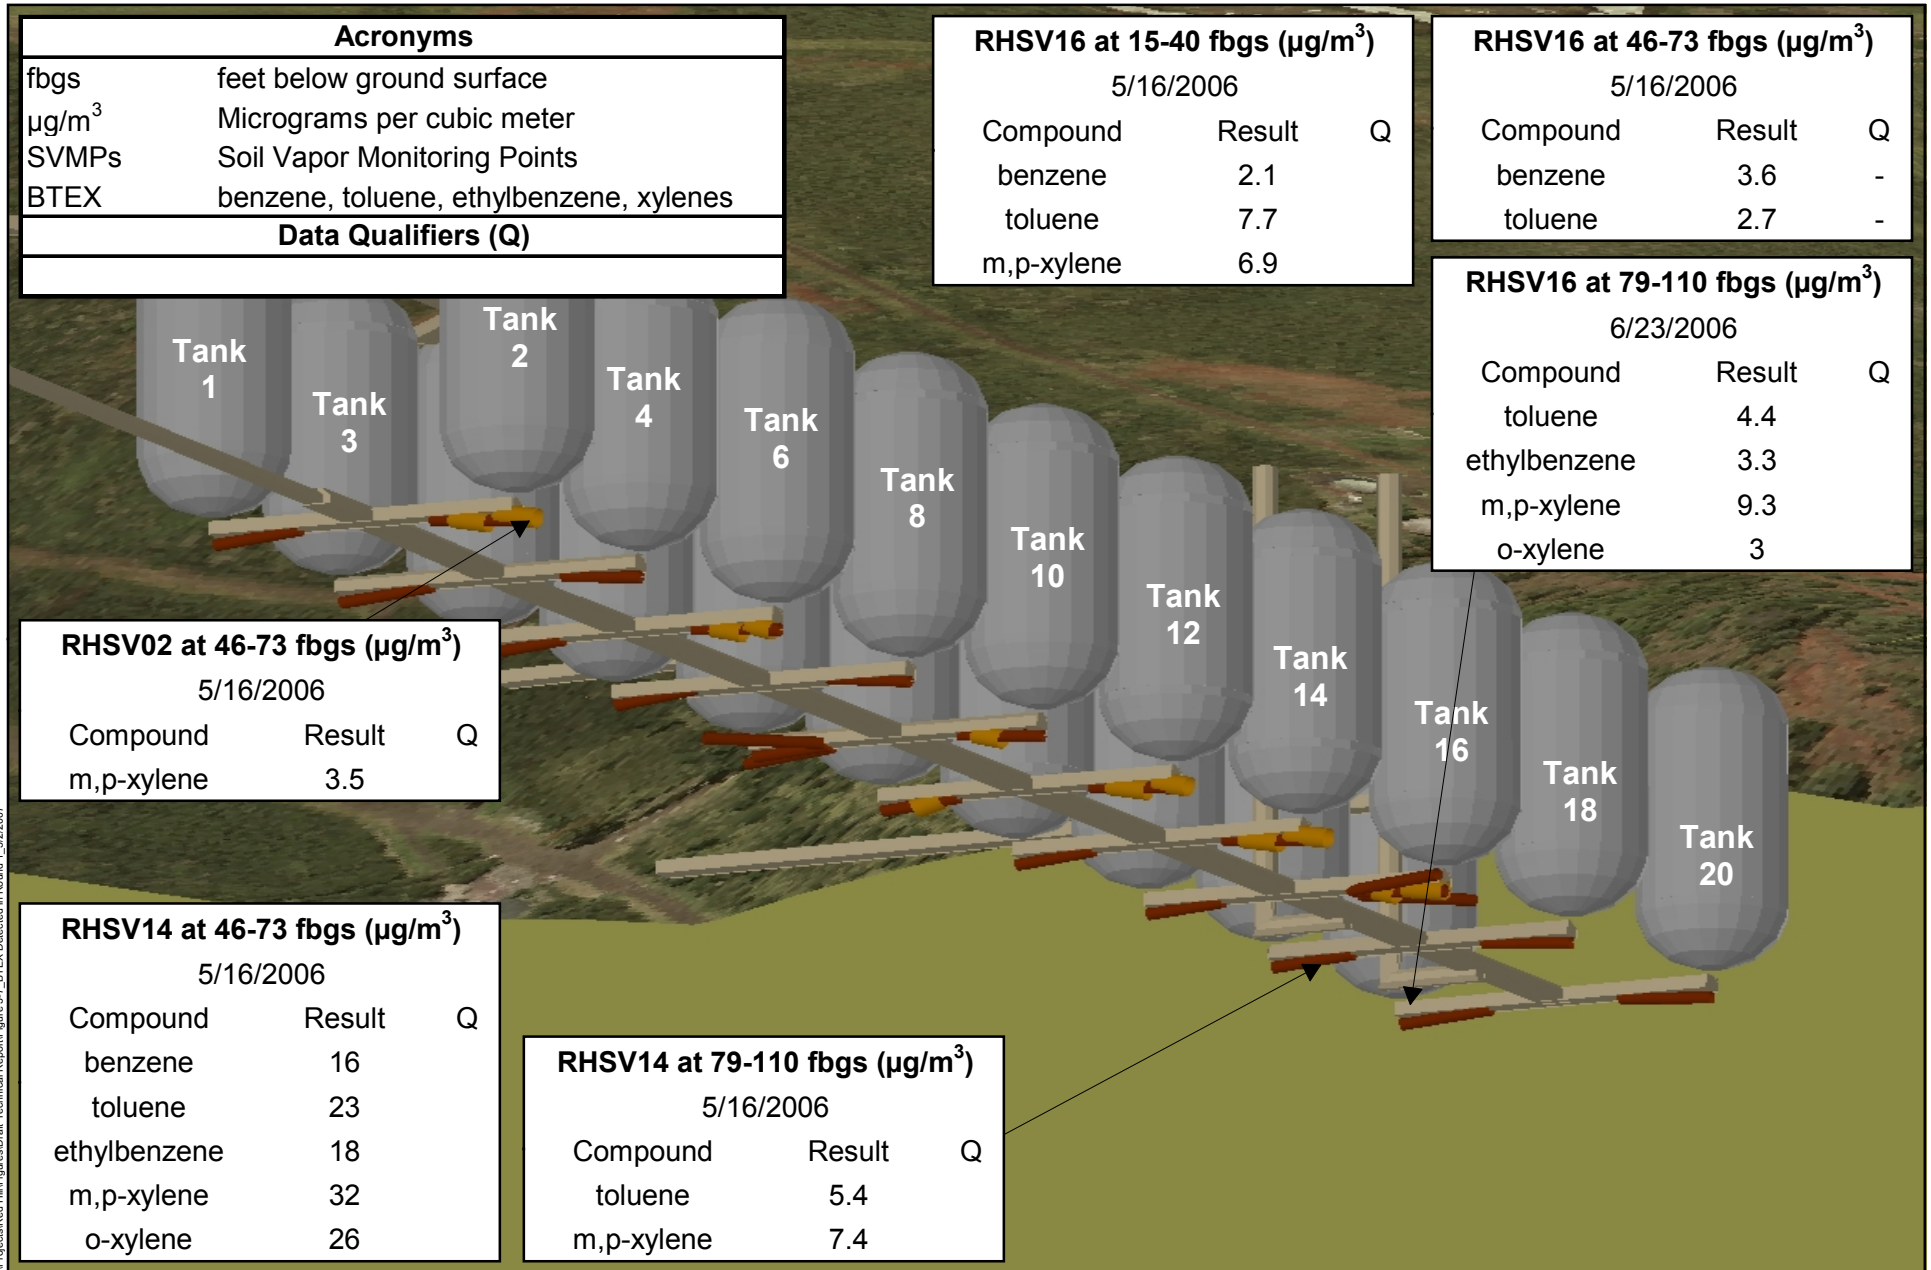 Acronyms
fbgs feet below ground surface
µg/m³ Micrograms per cubic meter
SVMPs Soil Vapor Monitoring Points
BTEX benzene, toluene, ethylbenzene, xylenes
Data Qualifiers (Q)
RHSV16 at 15-40 fbgs (µg/m³)
5/16/2006
Compound Result Q
benzene 2.1
toluene 7.7
m,p-xylene 6.9
RHSV16 at 46-73 fbgs (µg/m³)
5/16/2006
Compound Result Q
benzene 3.6 -
toluene 2.7 -
RHSV16 at 79-110 fbgs (µg/m³)
6/23/2006
Compound Result Q
toluene 4.4
ethylbenzene 3.3
m,p-xylene 9.3
o-xylene 3
Tank
1
Tank
3
Tank
2
Tank
4
Tank
6
Tank
8
Tank
10
Tank
12
Tank
14
Tank
16
Tank
18
Tank
20
RHSV02 at 46-73 fbgs (µg/m³)
5/16/2006
Compound Result Q
m,p-xylene 3.5
RHSV14 at 46-73 fbgs (µg/m³)
5/16/2006
Compound Result Q
benzene 16
toluene 23
ethylbenzene 18
m,p-xylene 32
o-xylene 26
RHSV14 at 79-110 fbgs (µg/m³)
5/16/2006
Compound Result Q
toluene 5.4
m,p-xylene 7.4